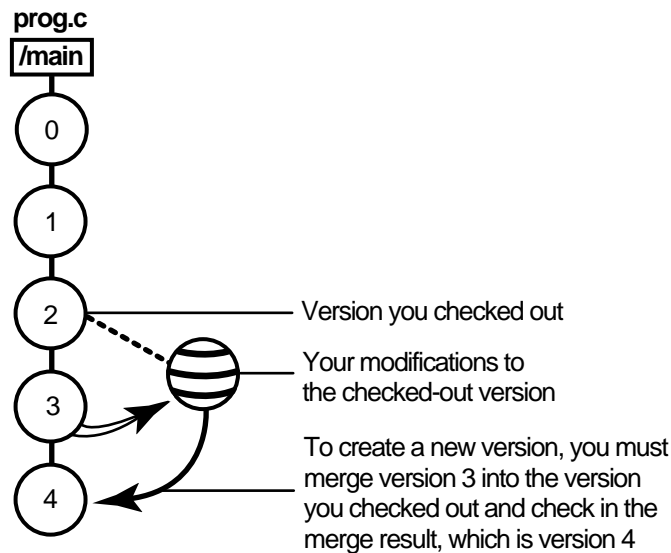 prog.c
/main
0
1
2
Version you checked out
Your modifications to
the checked-out version
3
To create a new version, you must
merge version 3 into the version
you checked out and check in the
merge result, which is version 4
4